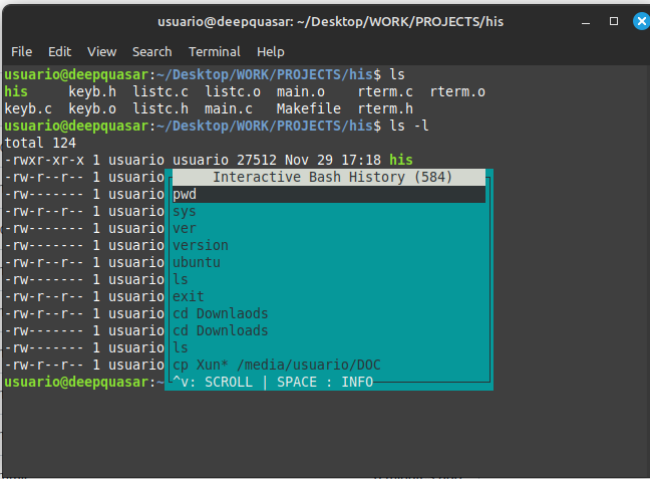 usuario@deepquasar: ~/Desktop/WORK/PROJECTS/his
File Edit View Search Terminal Help
usuario@deepquasar:~/Desktop/WORK/PROJECTS/his$ ls
his keyb.h listc.c listc.o main.o rterm.c rterm.o
keyb.c keyb.o listc.h main.c Makefile rterm.h
usuario@deepquasar:~/Desktop/WORK/PROJECTS/his$ ls -l
total 124
-rwxr-xr-x 1 usuario usuario 27512 Nov 29 17:18 his
-rw-r--r-- 1 usuario Interactive Bash History (584)
-rw------- 1 usuario pwd
-rw-r--r-- 1 usuario sys
-rw------- 1 usuario ver
-rw------- 1 usuario version
-rw-r--r-- 1 usuario ubuntu
-rw------- 1 usuario ls
-rw-r--r-- 1 usuario exit
-rw-r--r-- 1 usuario cd Downlaods
-rw------- 1 usuario cd Downloads
-rw------- 1 usuario ls
-rw-r--r-- 1 usuario cp Xun* /media/usuario/DOC
usuario@deepquasar:~ ^v: SCROLL | SPACE : INFO